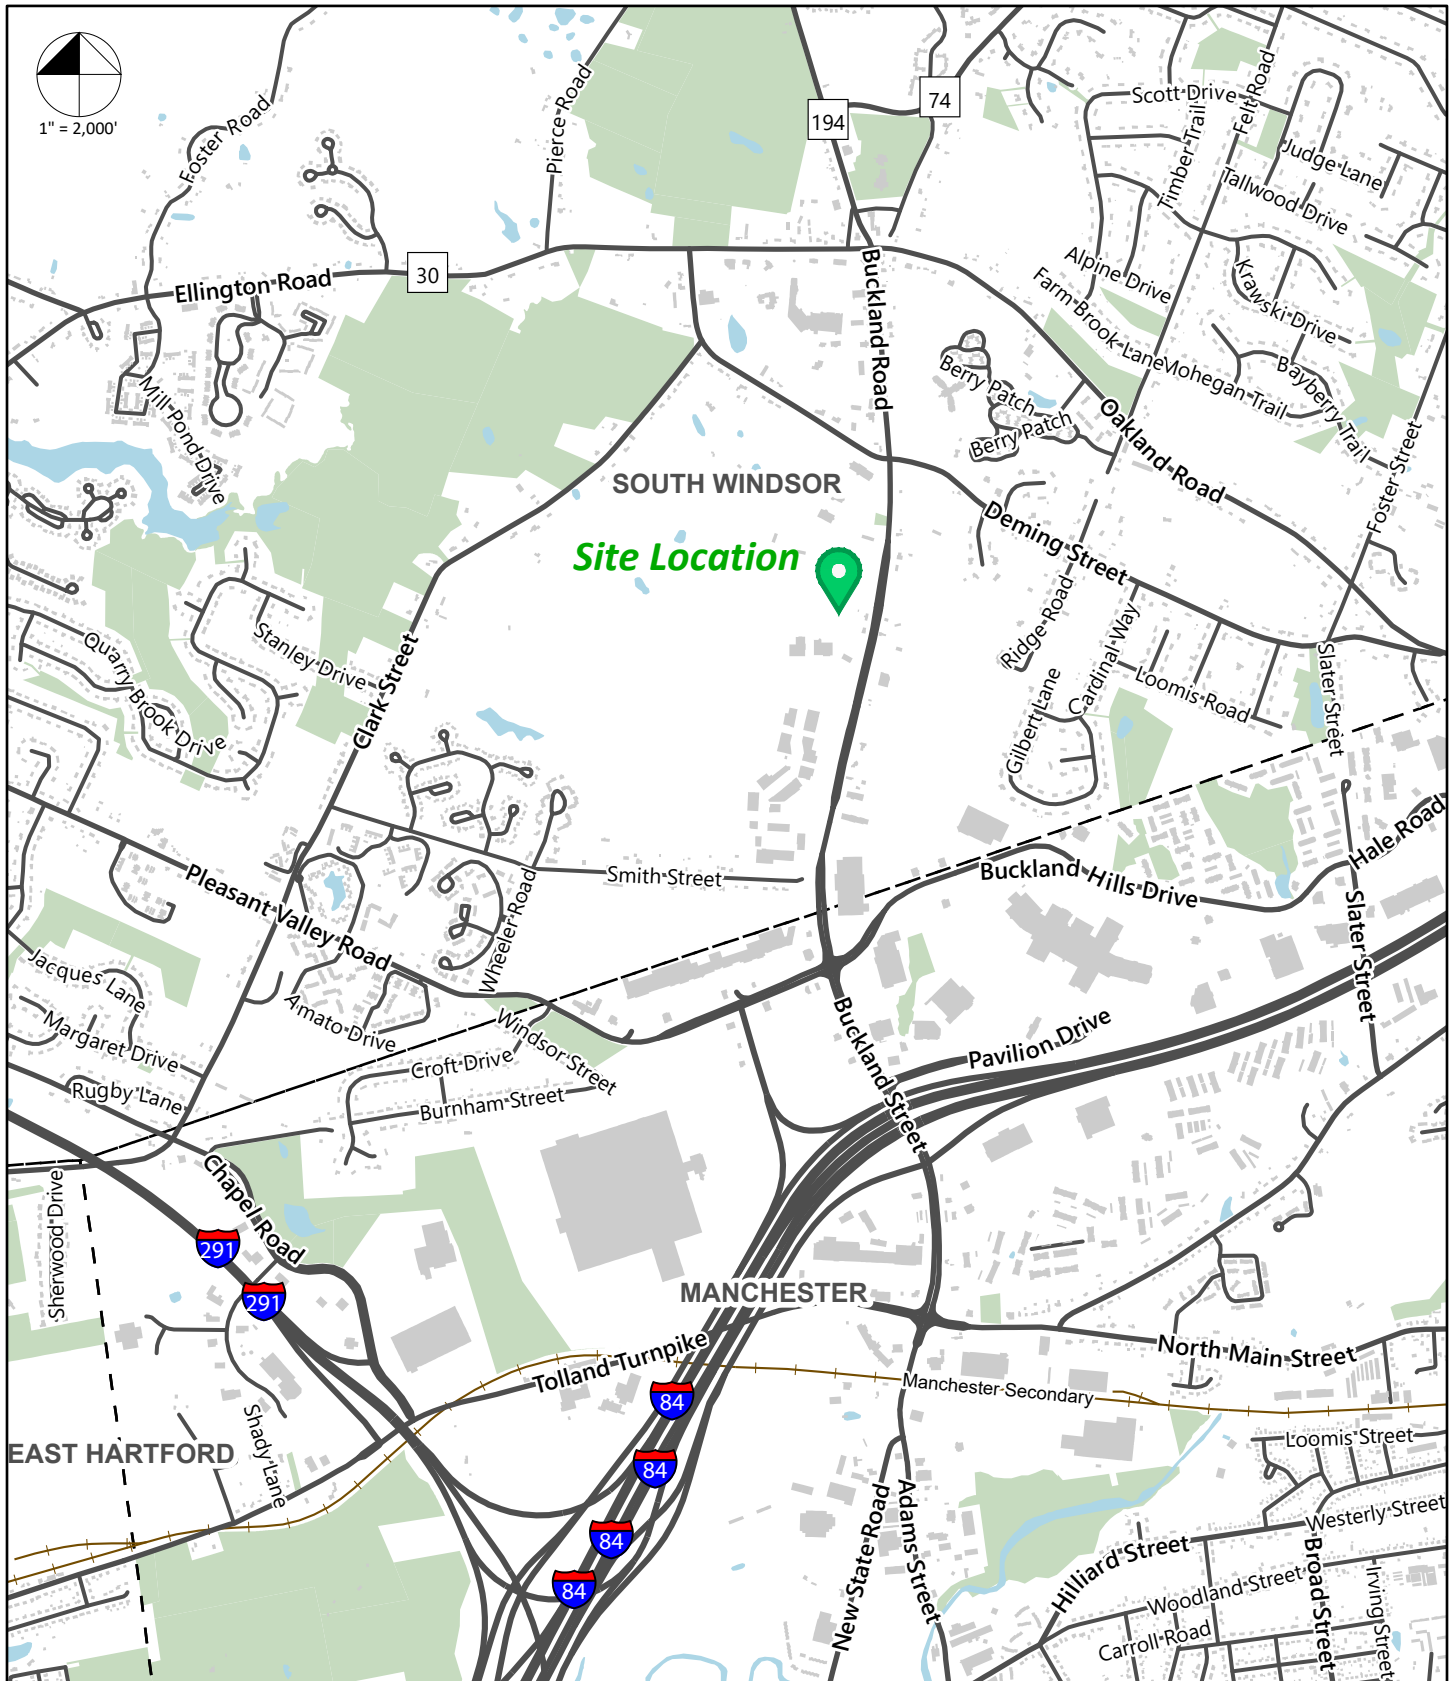 1" = 2,000'
Foster Road
Pierce Road
194
74
Scott Drive
Felt Road
Timber Trail
Judge Lane
Tallwood Drive
Ellington Road
30
Buckland Road
Alpine Drive
Krawski Drive
Farm Brook Lane
Mohegan Trail
Bayberry Trail
Mill Pond Drive
Berry Patch
Berry Patch
Oakland Road
Foster Street
SOUTH WINDSOR
Deming Street
Site Location
Stanley Drive
Quarry Brook Drive
Clark Street
Ridge Road
Cardinal Way
Gilbert Lane
Loomis Road
Slater Street
Hale Road
Pleasant Valley Road
Smith Street
Buckland Hills Drive
Wheeler Road
Slater Street
Jacques Lane
Amato Drive
Margaret Drive
Windsor Street
Buckland Street
Pavilion Drive
Croft Drive
Rugby Lane
Burnham Street
Sherwood Drive
Chapel Road
291
291
MANCHESTER
Tolland Turnpike
North Main Street
Manchester Secondary
84
EAST HARTFORD
Shady Lane
84
84
84
Loomis Street
New State Road
Adams Street
Westerly Street
Hilliard Street
Broad Street
Woodland Street
Irving Street
Carroll Road